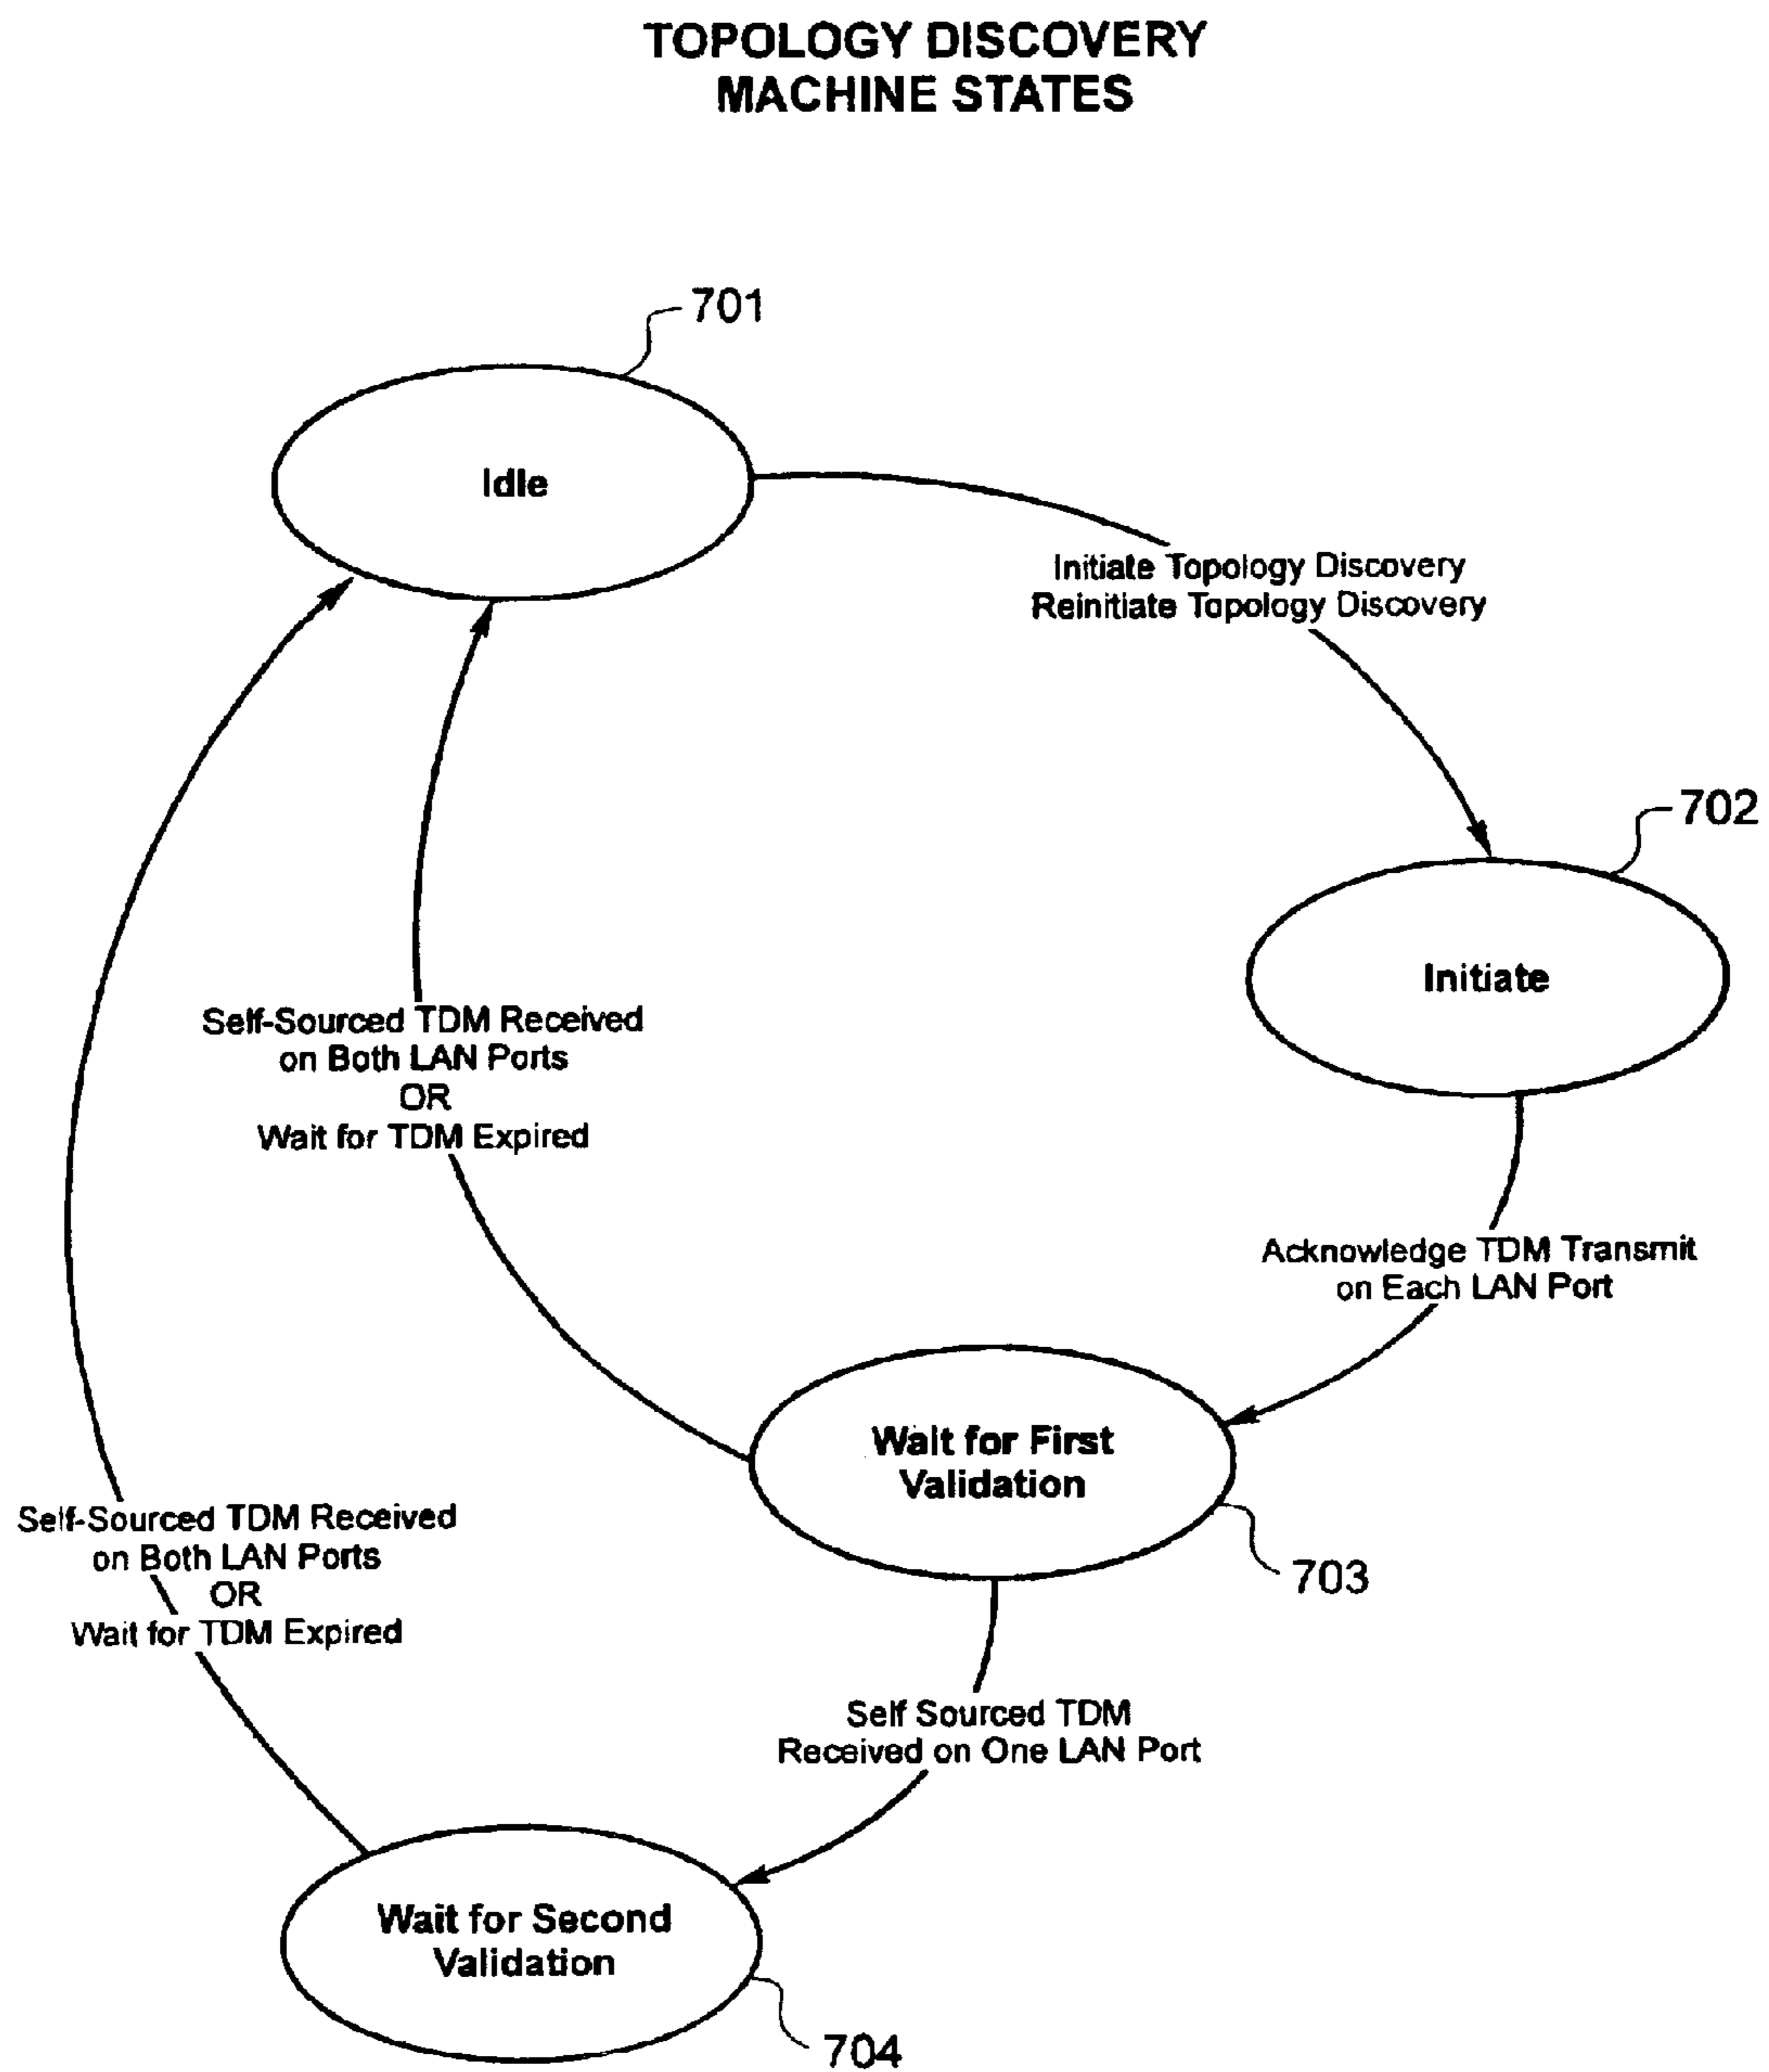 TOPOLOGY DISCOVERY
MACHINE STATES
701
Idle
Initiate Topology Discovery
Reinitiate Topology Discovery
702
Initiate
Self-Sourced TDM Received
on Both LAN Ports
OR
Wait for TDM Expired
Acknowledge TDM Transmit
on Each LAN Port
Wait for First
Validation
703
Self-Sourced TDM Received
on Both LAN Ports
OR
Wait for TDM Expired
Self Sourced TDM
Received on One LAN Port
Wait for Second
Validation
704